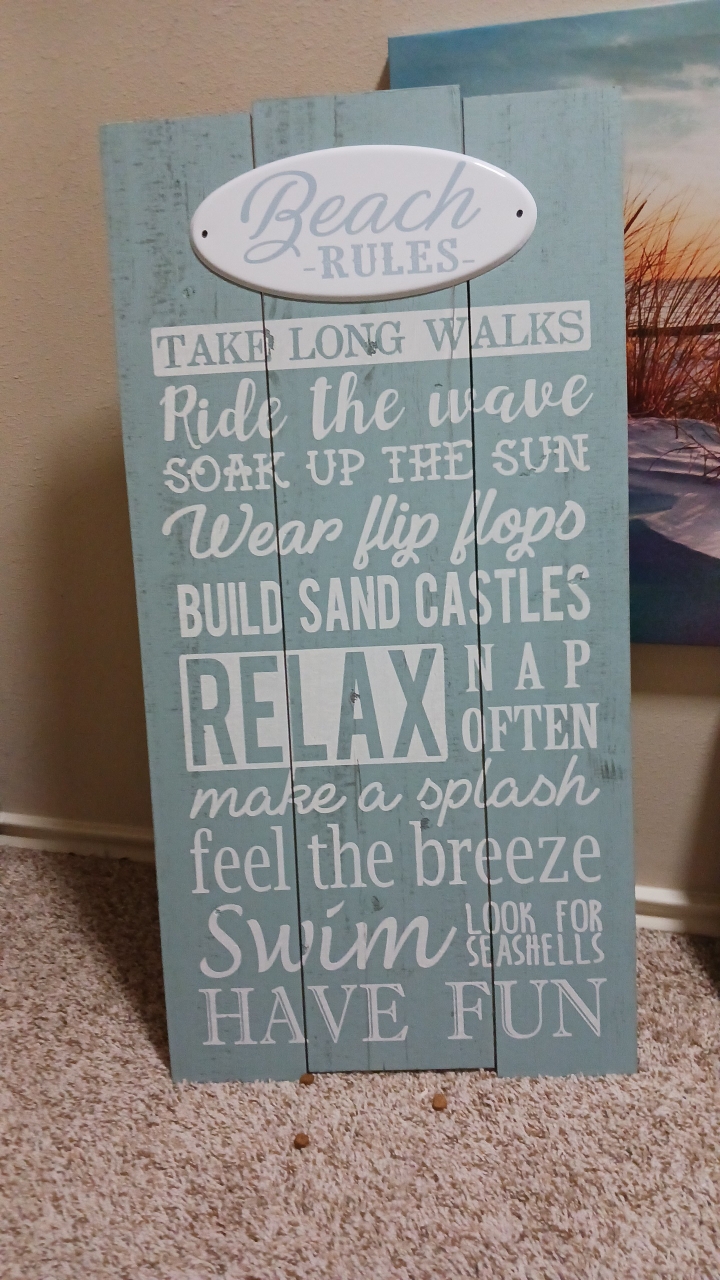 Beach
-RULES-
TAKE LONG WALKS
Ride the wave
SOAK UP THE SUN
Wear flip flops
BUILD SAND CASTLES
RELAX
NAP
OFTEN
make a splash
feel the breeze
Swim
LOOK FOR
SEASHELLS
HAVE FUN